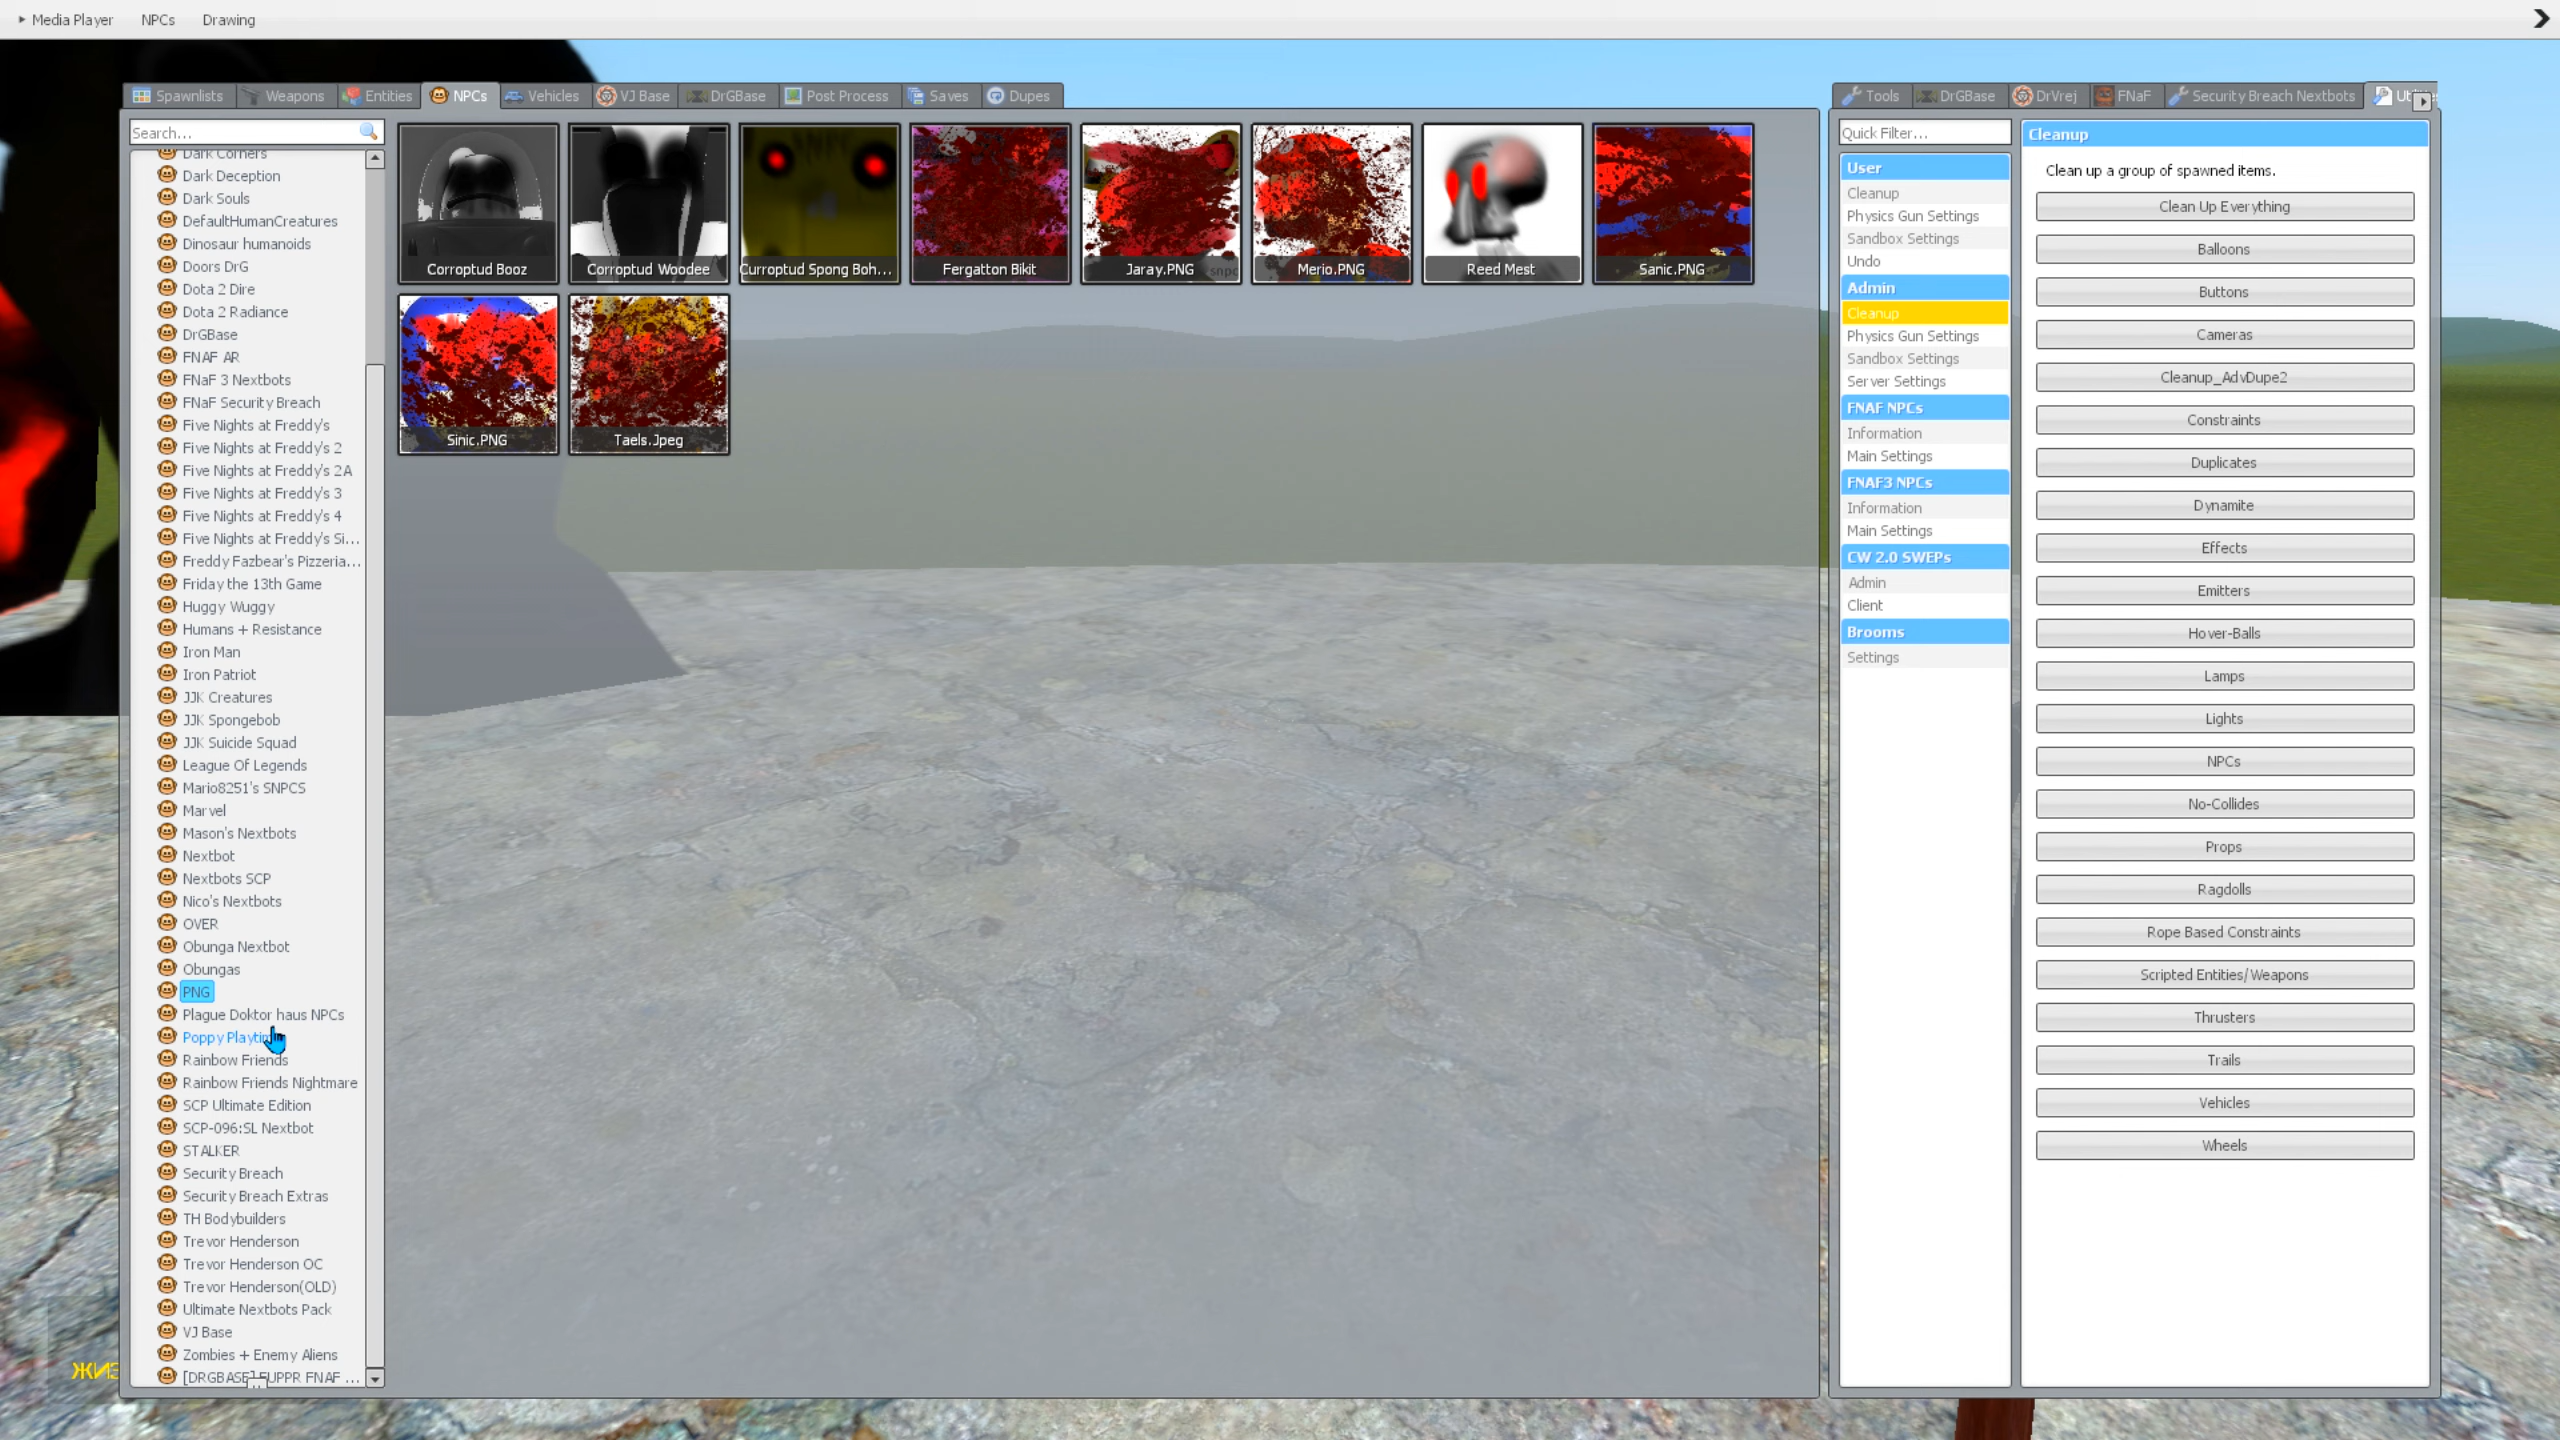 Media Player NPCs Drawing
Spawnlists Weapons Entities NPCs Vehicles VJ Base DrGBase Post Process Saves Dupes
Search...
Dark Corners
Dark Deception
Dark Souls
DefaultHumanCreatures
Dinosaur humanoids
Doors DrG
Dota 2 Dire
Dota 2 Radiance
DrGBase
FNAF AR
FNaF 3 Nextbots
FNaF Security Breach
Five Nights at Freddy's
Five Nights at Freddy's 2
Five Nights at Freddy's 2A
Five Nights at Freddy's 3
Five Nights at Freddy's 4
Five Nights at Freddy's Si...
Freddy Fazbear's Pizzeria...
Friday the 13th Game
Huggy Wuggy
Humans + Resistance
Iron Man
Iron Patriot
JJK Creatures
JJK Spongebob
JJK Suicide Squad
League Of Legends
Mario8251's SNPCS
Marvel
Mason's Nextbots
Nextbot
Nextbots SCP
Nico's Nextbots
OVER
Obunga Nextbot
Obungas
PNG
Plague Doktor haus NPCs
Poppy
Rainbow Friends
Rainbow Friends Nightmare
SCP Ultimate Edition
SCP-096:SL Nextbot
STALKER
Security Breach
Security Breach Extras
TH Bodybuilders
Trevor Henderson
Trevor Henderson OC
Trevor Henderson(OLD)
Ultimate Nextbots Pack
VJ Base
Zombies + Enemy Aliens
[DRGBASE] FNAF ...
Corroptud Booz
Corroptud Woodee
Curroptud Spong Boh...
Fergatton Bikit
Jaray.PNG
Merio.PNG
Reed Mest
Sanic.PNG
Sinic.PNG
Taels.Jpeg
Tools DrGBase DrVrej FNaF Security Breach Nextbots
Quick Filter...
User
Cleanup
Physics Gun Settings
Sandbox Settings
Undo
Admin
Cleanup
Physics Gun Settings
Sandbox Settings
Server Settings
FNAF NPCs
Information
Main Settings
FNAF3 NPCs
Information
Main Settings
CW 2.0 SWEPs
Admin
Client
Brooms
Settings
Cleanup
Clean up a group of spawned items.
Clean Up Everything
Balloons
Buttons
Cameras
Cleanup_AdvDupe2
Constraints
Duplicates
Dynamite
Effects
Emitters
Hover-Balls
Lamps
Lights
NPCs
No-Collides
Props
Ragdolls
Rope Based Constraints
Scripted Entities/Weapons
Thrusters
Trails
Vehicles
Wheels